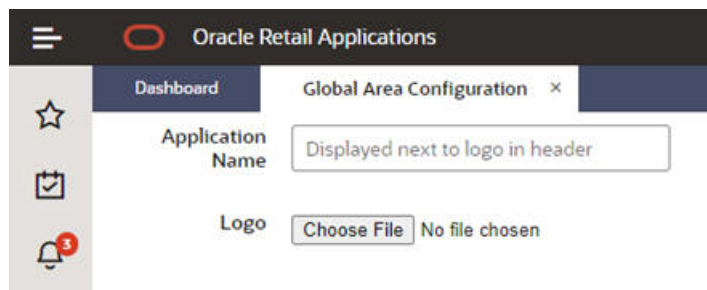 Oracle Retail Applications
Dashboard
Global Area Configuration ×
Application
Name
Displayed next to logo in header
Logo
Choose File No file chosen
3